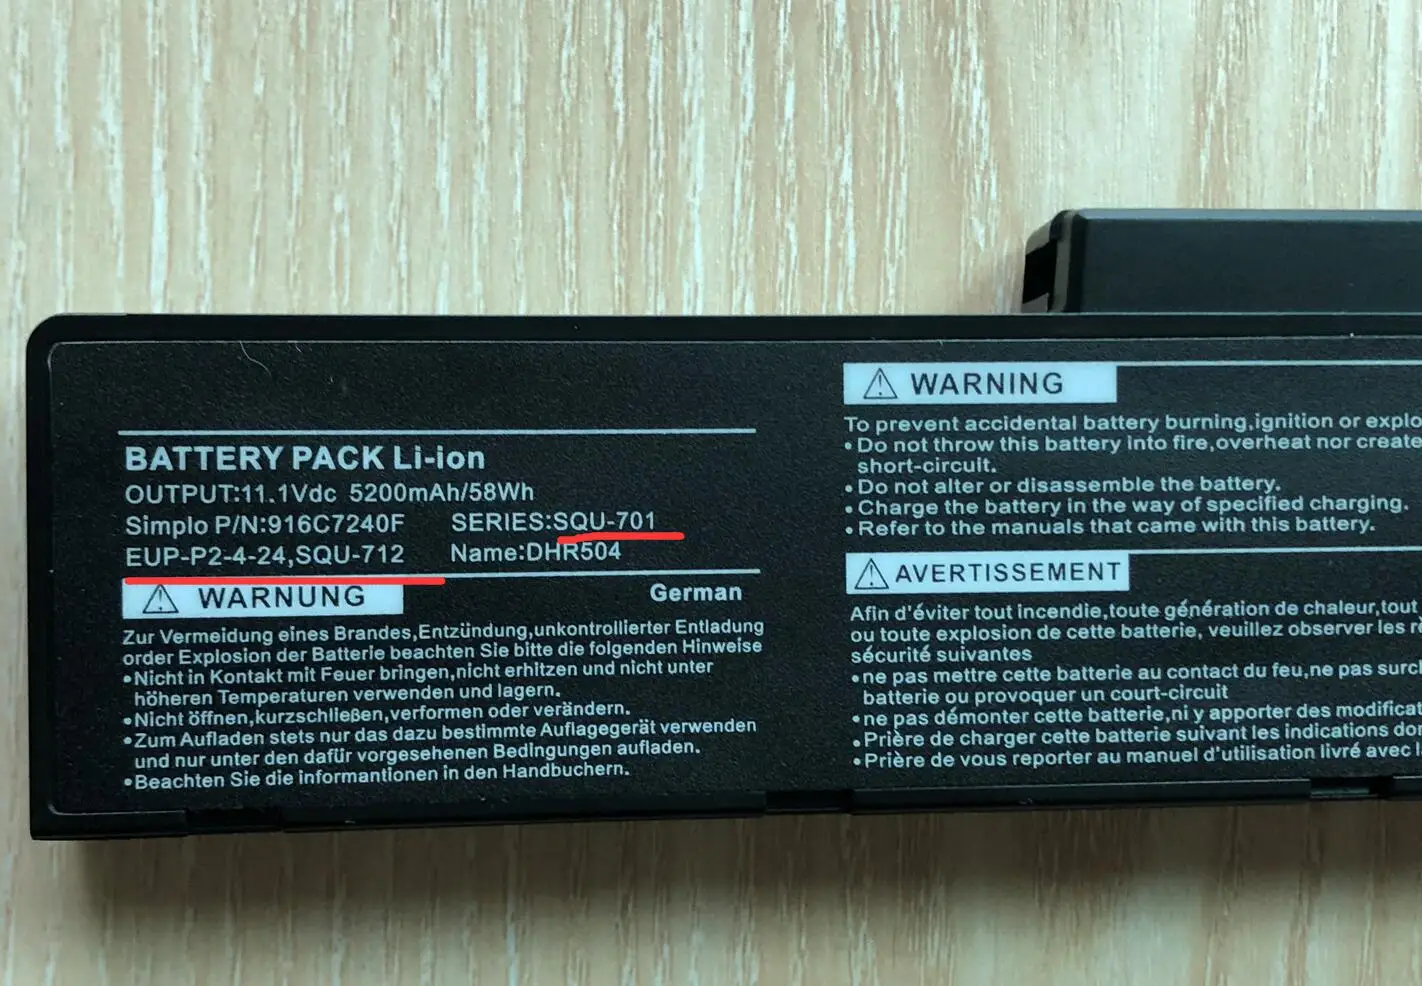 BATTERY PACK Li-ion
OUTPUT:11.1Vdc 5200mAh/58Wh
Simplo P/N:916C7240F SERIES:SQU-701
EUP-P2-4-24,SQU-712 Name:DHR504
WARNUNG German
Zur Vermeidung eines Brandes,Entzündung,unkontrollierter Entladung
order Explosion der Batterie beachten Sie bitte die folgenden Hinweise
•Nicht in Kontakt mit Feuer bringen,nicht erhitzen und nicht unter
höheren Temperaturen verwenden und lagern.
•Nicht öffnen,kurzschließen,verformen oder verändern.
•Zum Aufladen stets nur das dazu bestimmte Auflagegerät verwenden
und nur unter den dafür vorgesehenen Bedingungen aufladen.
•Beachten Sie die informantionen in den Handbuchern.
WARNING
To prevent accidental battery burning,ignition or explo
•Do not throw this battery into fire,overheat nor create
short-circuit.
•Do not alter or disassemble the battery.
•Charge the battery in the way of specified charging.
•Refer to the manuals that came with this battery.
AVERTISSEMENT
Afin d'éviter tout incendie,toute génération de chaleur,tout
ou toute explosion de cette batterie, veuillez observer les
sécurité suivantes
•ne pas mettre cette batterie au contact du feu,ne pas surc
batterie ou provoquer un court-circuit
•ne pas démonter cette batterie,ni y apporter des modificat
•Prière de charger cette batterie suivant les indications do
•Prière de vous reporter au manuel d'utilisation livré avec